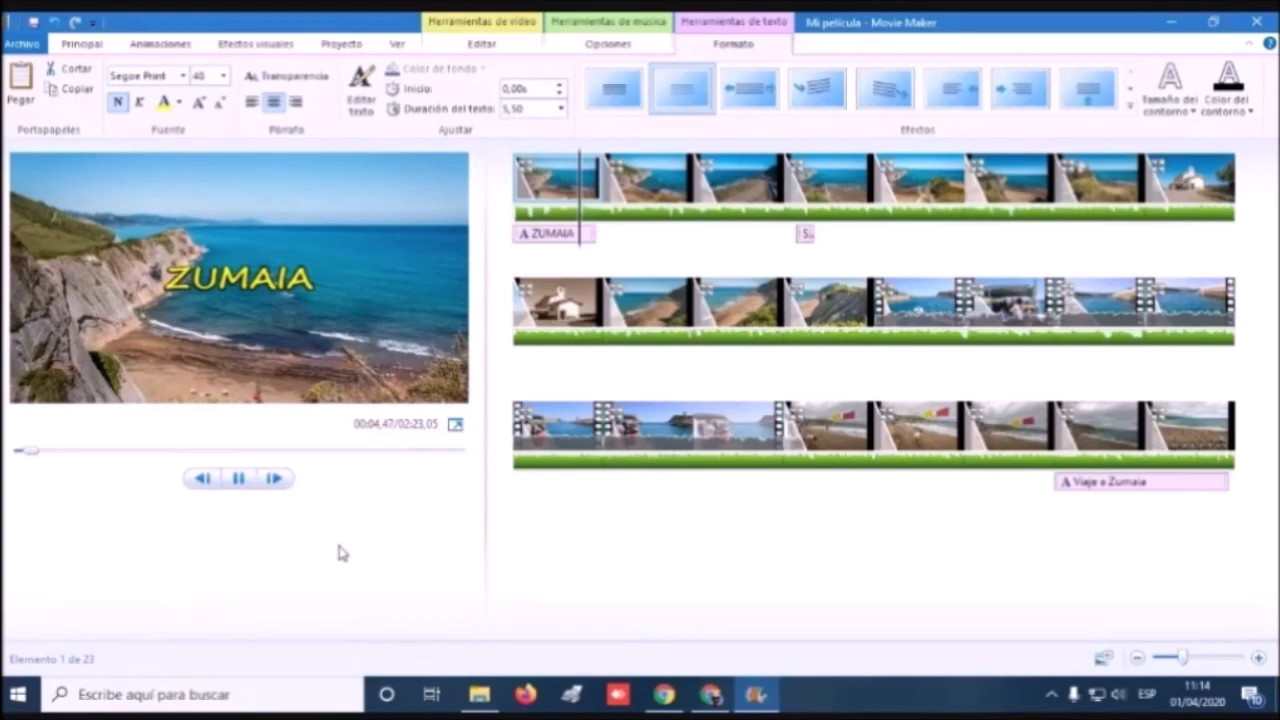 Herramientas de vídeo Herramientas de música Herramientas de texto Mi película - Movie Maker
Archivo Principal Animaciones Efectos visuales Proyecto Ver Editar Opciones Formato
Pegar
Cortar
Copiar
Portapapeles
Segoe Print 48 Transparencia
N K A A A
Fuente
Párrafo
Editar
texto
Color de fondo
Inicio: 0,00s
Duración del texto: 5,50
Ajustar
Efectos
Tamaño del
contorno
Color del
contorno
ZUMAIA
00:04,47/02:23,05
A ZUMAIA
A Viaje a Zumaia
Elemento 1 de 23
Escribe aquí para buscar
ESP
11:14
01/04/2020
10